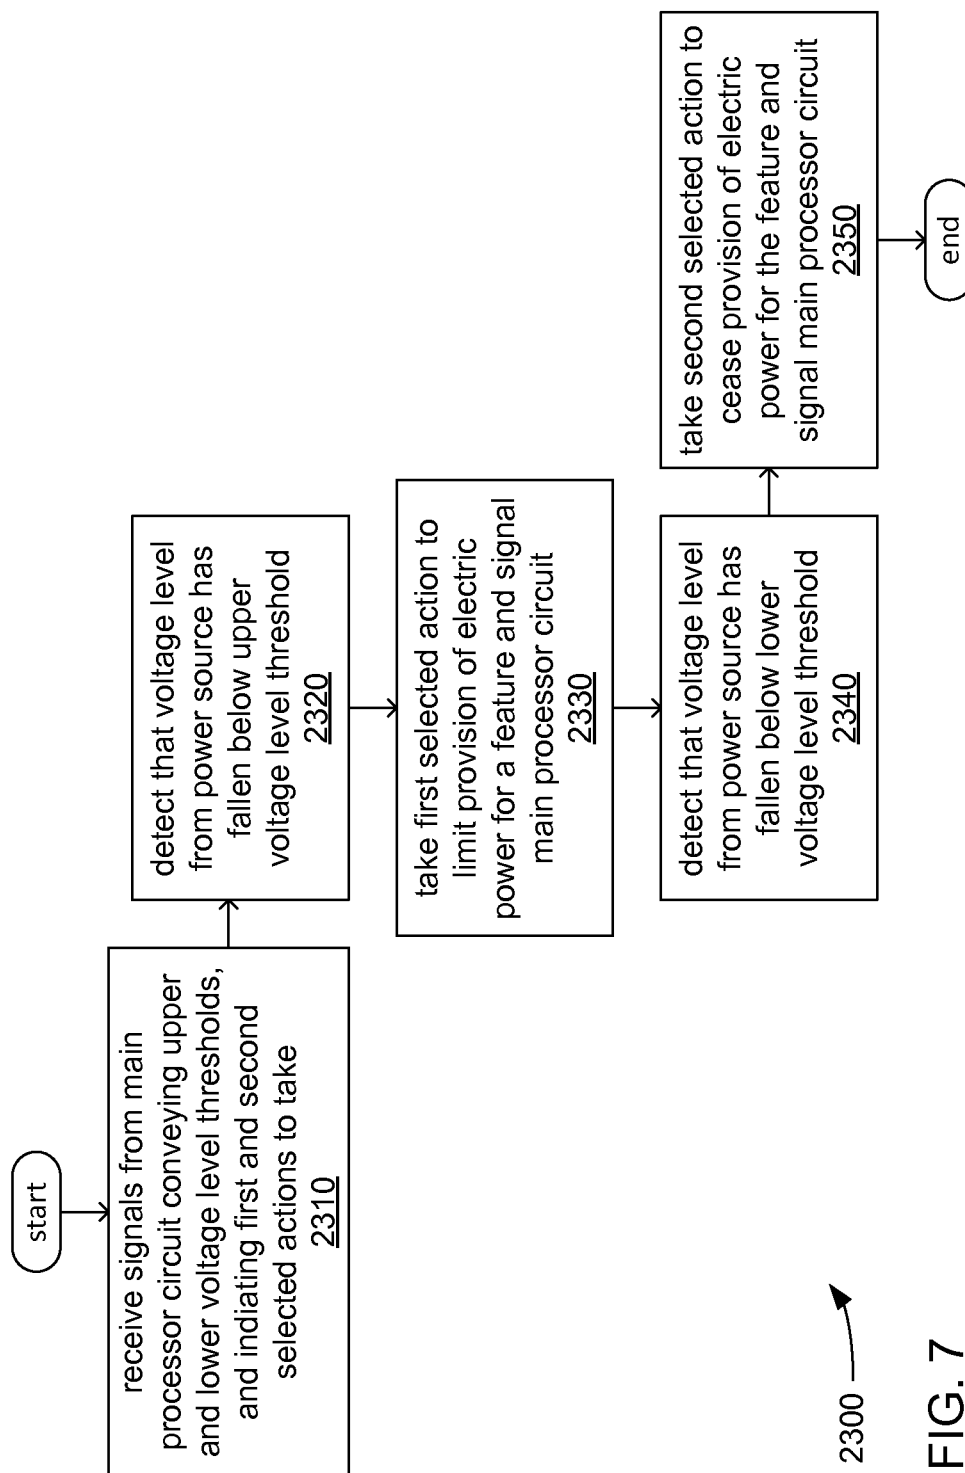 start
receive signals from main
processor circuit conveying upper
and lower voltage level thresholds,
and indiating first and second
selected actions to take
2310
detect that voltage level
from power source has
fallen below upper
voltage level threshold
2320
take first selected action to
limit provision of electric
power for a feature and signal
main processor circuit
2330
detect that voltage level
from power source has
fallen below lower
voltage level threshold
2340
take second selected action to
cease provision of electric
power for the feature and
signal main processor circuit
2350
end
2300
FIG. 7